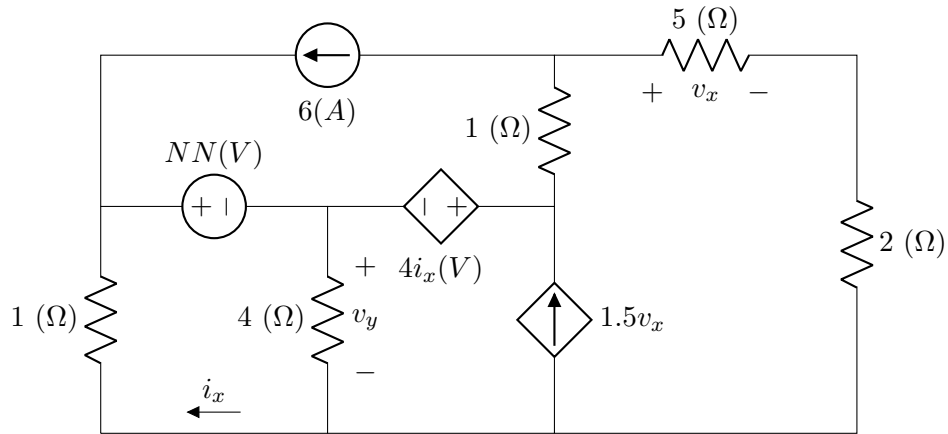 5 (Ω)
+ v_x −
6(A)
1 (Ω)
NN(V)
+ −
− +
4i_x(V)
2 (Ω)
+
1 (Ω)
4 (Ω)
v_y
1.5v_x
−
i_x